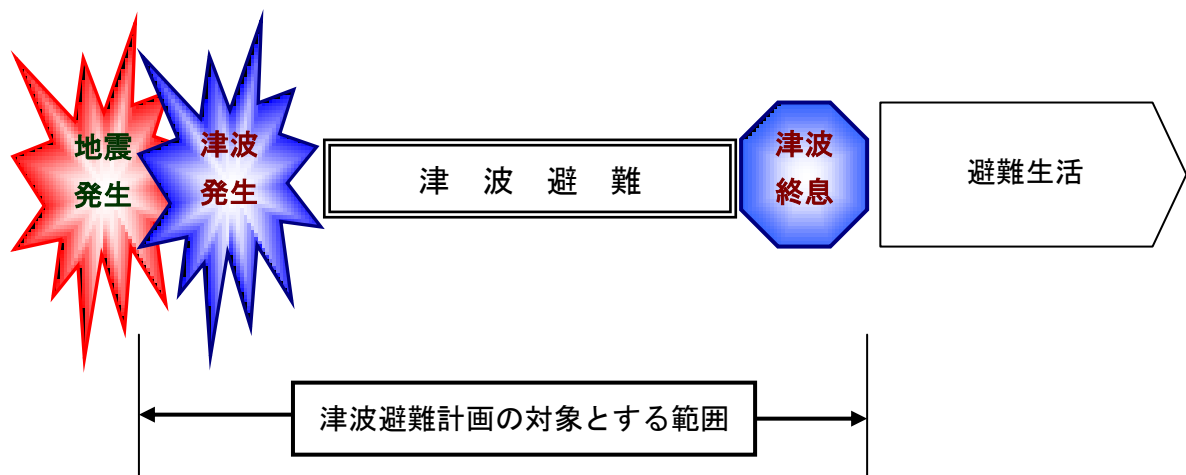 地震
発生
津波
発生
津 波 避 難
津波
終息
避難生活
津波避難計画の対象とする範囲